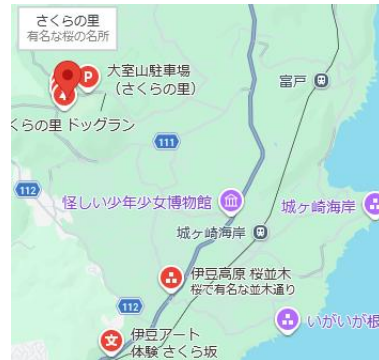 さくらの里
有名な桜の名所
P
大室山駐車場
（さくらの里）
富戸
くらの里 ドッグラン
111
112
怪しい少年少女博物館
城ヶ崎海岸
城ヶ崎海岸
伊豆高原 桜並木
桜で有名な並木通り
112
いがいが根
伊豆アート
体験 さくら坂